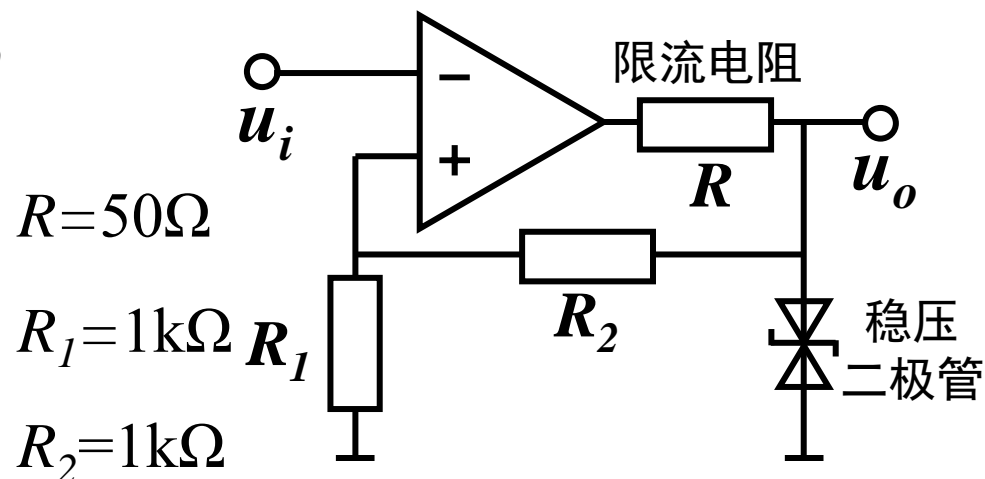 限流电阻
−
u_i
+
R
u_o
R=50Ω
R_2
R_1=1kΩ
R_1
稳压
二极管
R_2=1kΩ